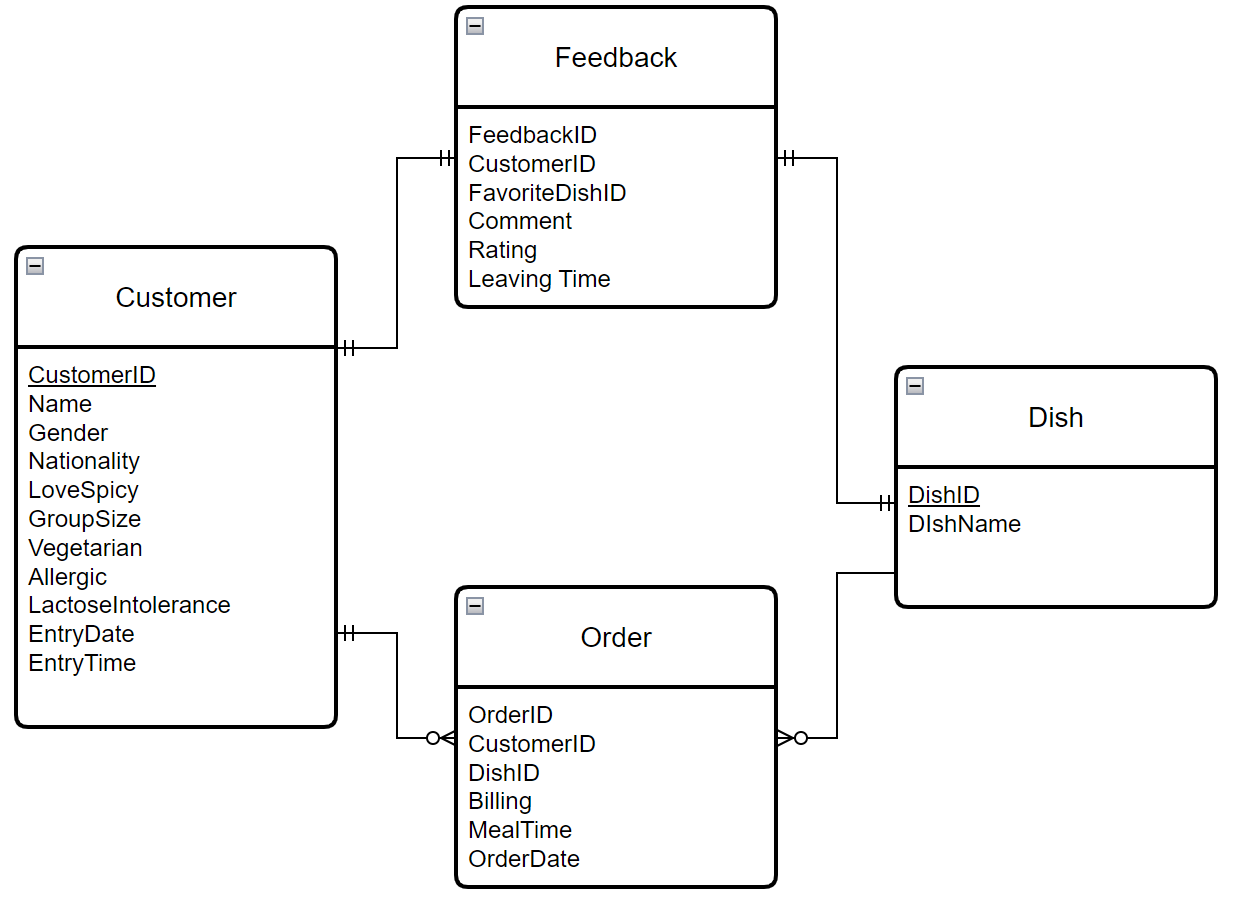 Feedback
FeedbackID
CustomerID
FavoriteDishID
Comment
Rating
Leaving Time
Customer
CustomerID
Name
Gender
Nationality
LoveSpicy
GroupSize
Vegetarian
Allergic
LactoseIntolerance
EntryDate
EntryTime
Dish
DishID
DIshName
Order
OrderID
CustomerID
DishID
Billing
MealTime
OrderDate